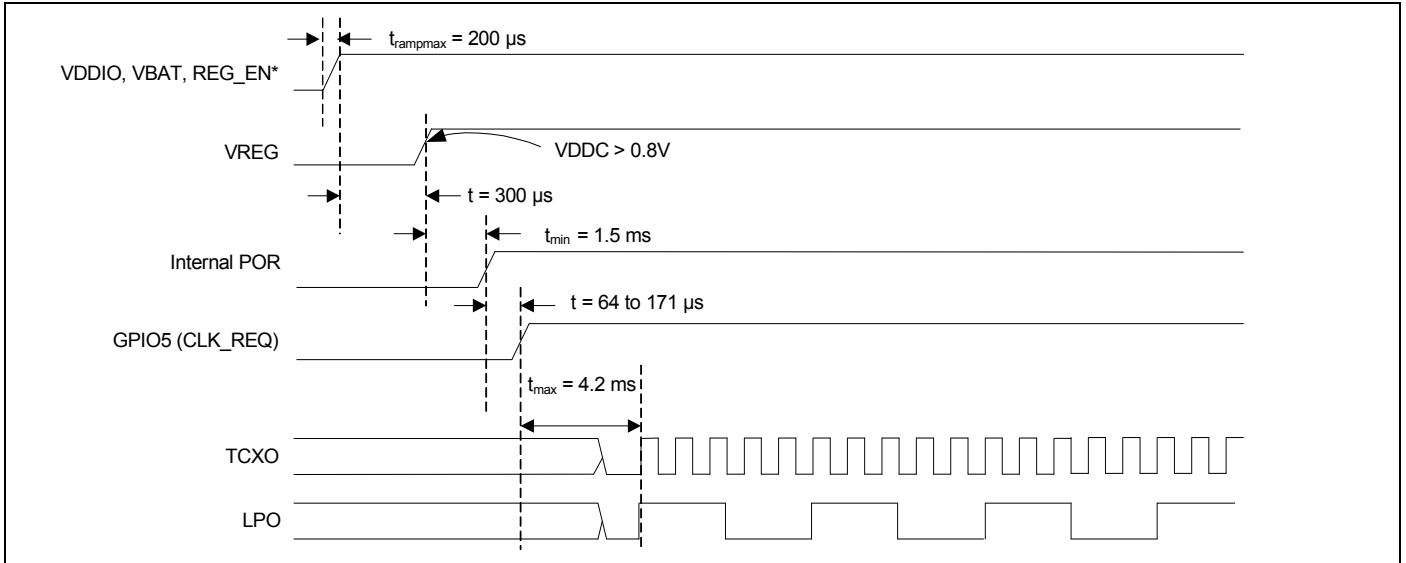 t_rampmax = 200 µs
VDDIO, VBAT, REG_EN*
VREG
VDDC > 0.8V
t = 300 µs
t_min = 1.5 ms
Internal POR
t = 64 to 171 µs
GPIO5 (CLK_REQ)
t_max = 4.2 ms
TCXO
LPO